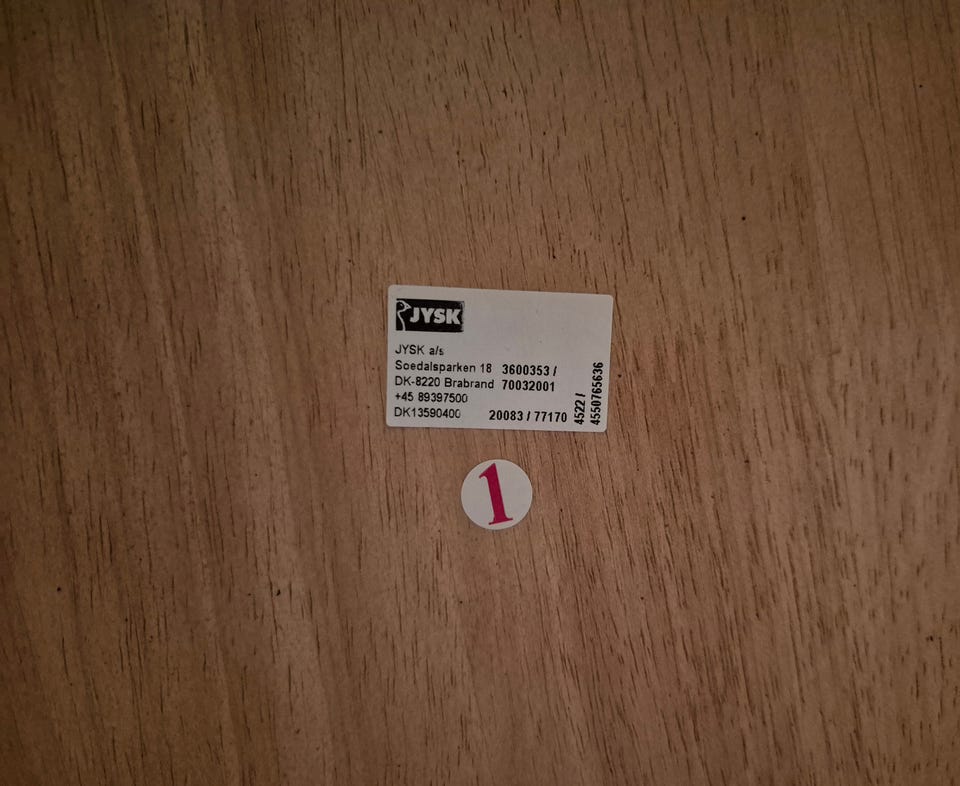 JYSK
JYSK a/s
Soedalsparken 18 3600353 /
DK-8220 Brabrand 70032001
+45 89397500
DK13590400 20083 / 77170
4522 /
4550765636
1